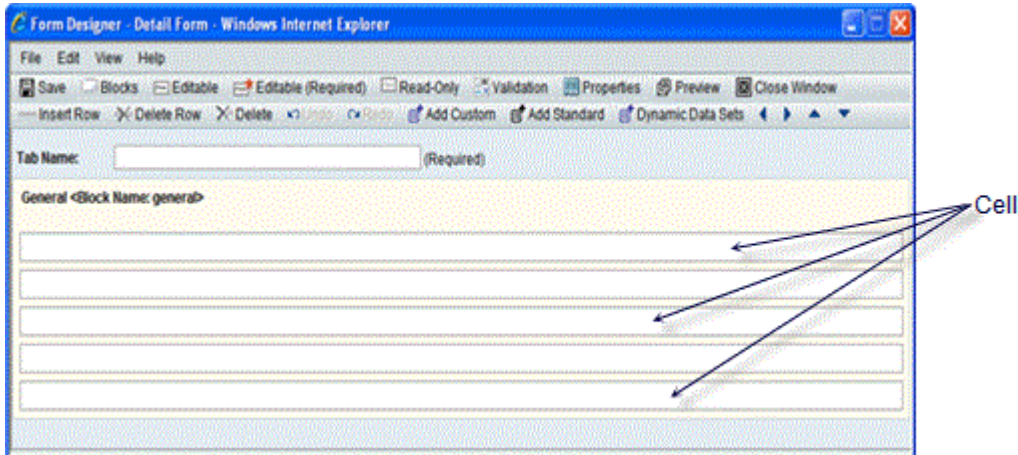 Form Designer - Detail Form - Windows Internet Explorer
File Edit View Help
Save Blocks Editable Editable (Required) Read-Only Validation Properties Preview Close Window
Insert Row Delete Row Delete Undo Redo Add Custom Add Standard Dynamic Data Sets
Tab Name: (Required)
General <Block Name: general>
Cell